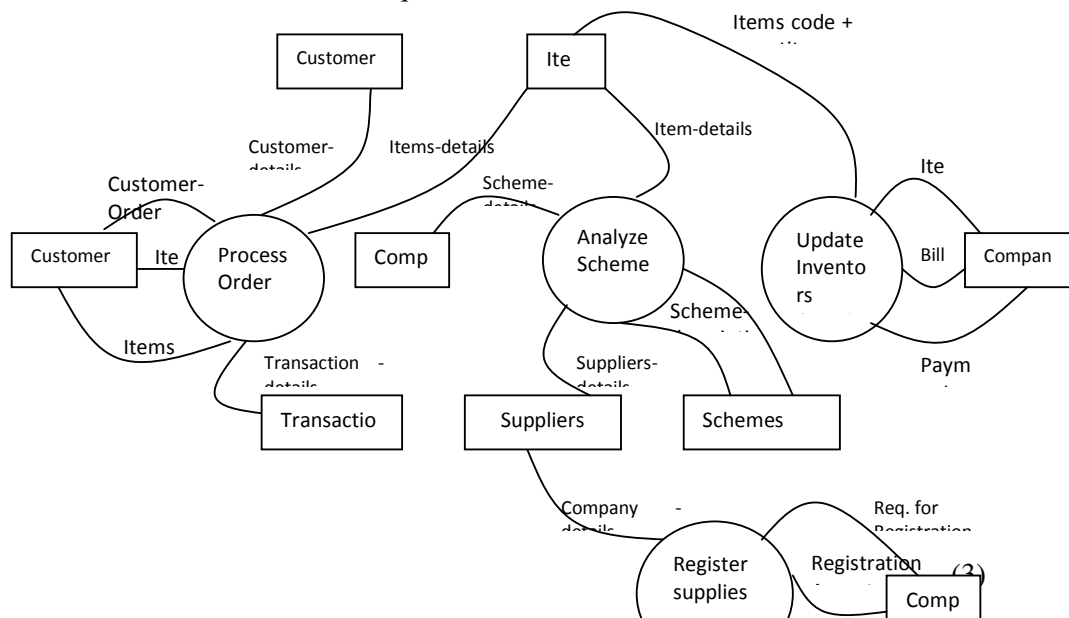 Items code +
Customer
Ite
Customer-
Items-details
Item-details
Customer-
Order
Scheme-
Ite
Customer
Ite
Process
Order
Comp
Analyze
Scheme
Update
Invento
rs
Bill
Compan
Scheme-
Items
Transaction -
Suppliers-
Paym
Transactio
Suppliers
Schemes
Company -
Req. for
Registration
Register
supplies
Registration
(3)
Comp